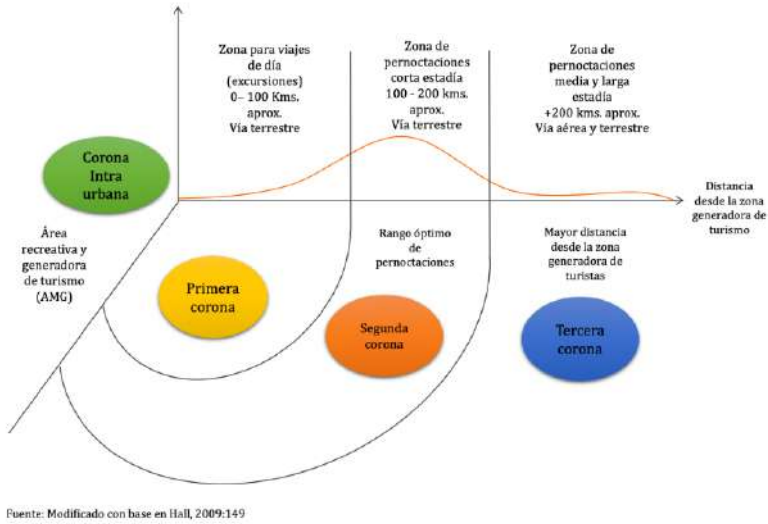 Zona para viajes
de día
(excursiones)
0– 100 Kms.
aprox.
Vía terrestre
Zona de
pernoctaciones
corta estadía
100 - 200 kms.
aprox.
Vía terrestre
Zona de
pernoctaciones
media y larga
estadía
+200 kms. aprox.
Vía aérea y terrestre
Corona
Intra
urbana
Distancia
desde la zona
generadora de
turismo
Área
recreativa y
generadora
de turismo
(AMG)
Rango óptimo
de
pernoctaciones
Mayor distancia
desde la zona
generadora de
turistas
Primera
corona
Segunda
corona
Tercera
corona
Fuente: Modificado con base en Hall, 2009:149